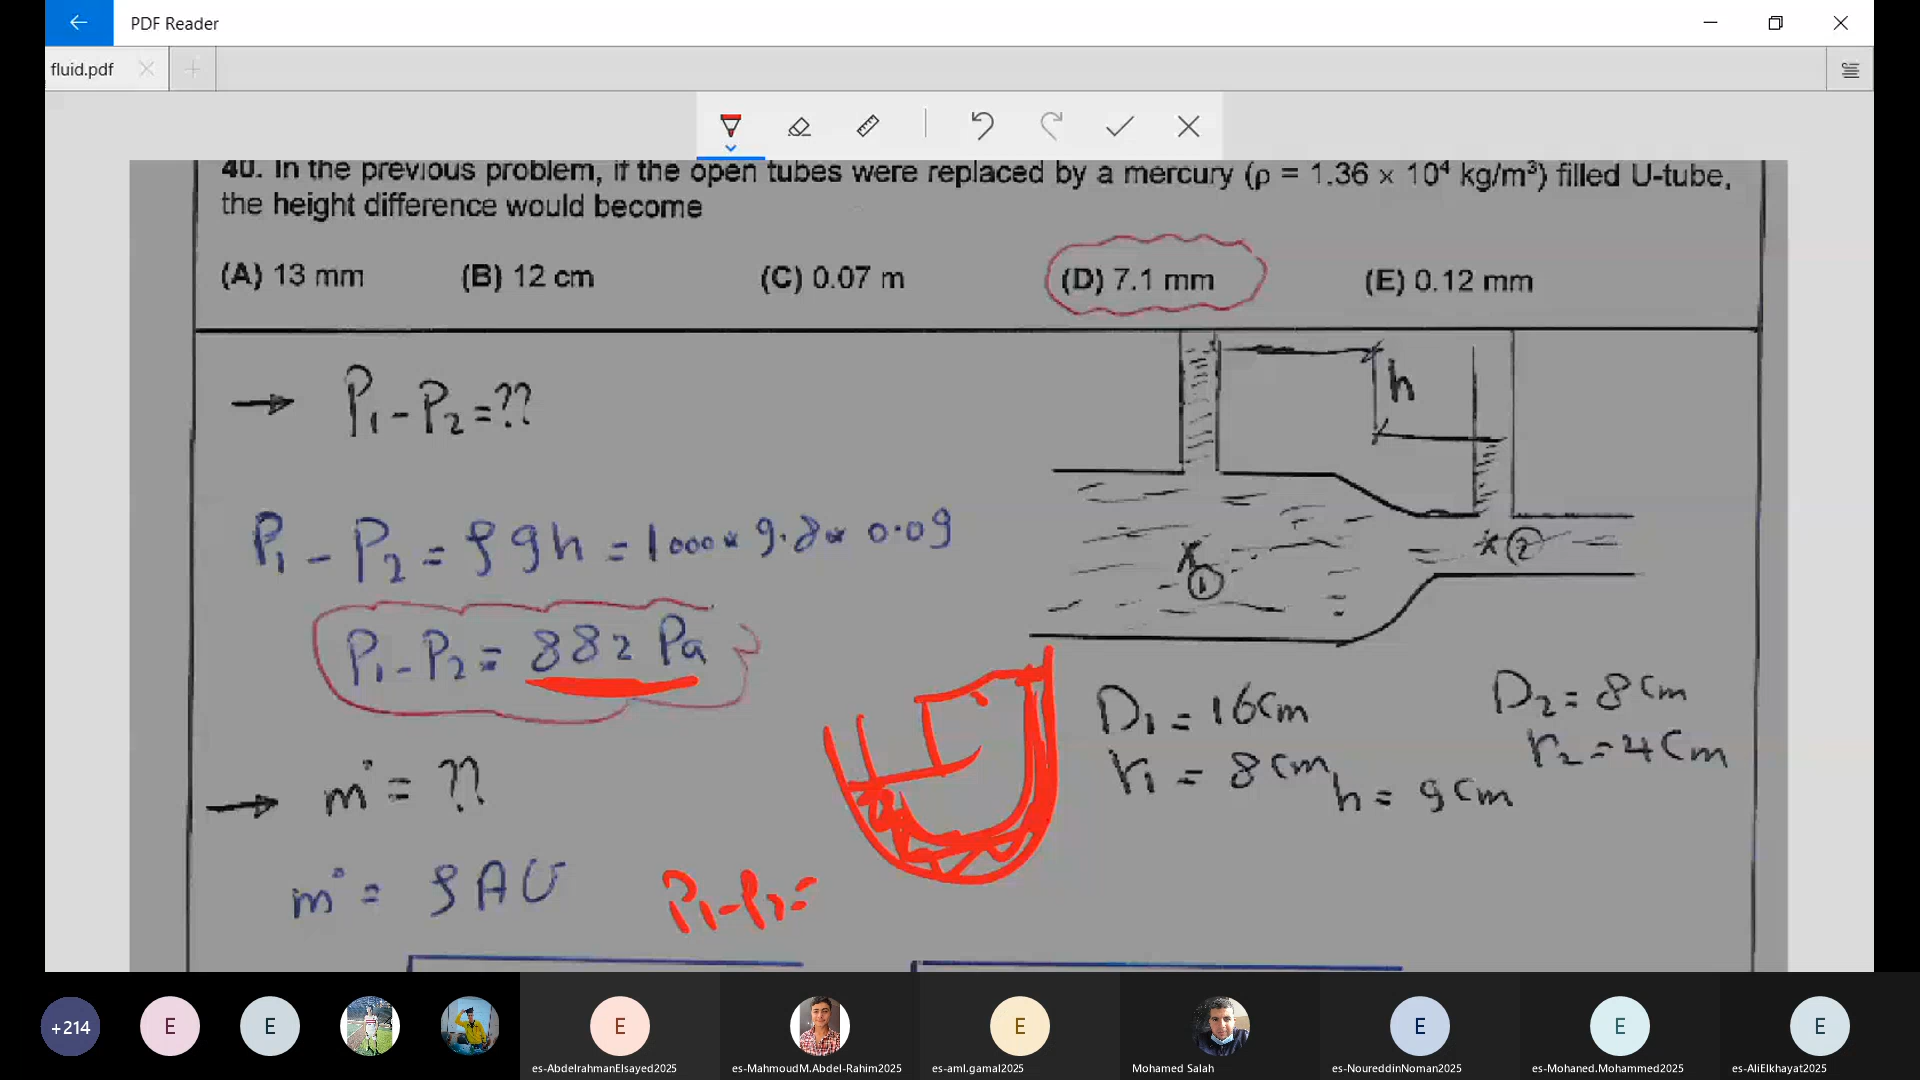 PDF Reader
fluid.pdf
40. In the previous problem, if the open tubes were replaced by a mercury (ρ = 1.36 × 10⁴ kg/m³) filled U-tube,
the height difference would become
(A) 13 mm (B) 12 cm (C) 0.07 m (D) 7.1 mm (E) 0.12 mm
→ P₁ - P₂ = ??
h
P₁ - P₂ = ρ g h = 1000 * 9.8 * 0.09
* 1
* 2
P₁ - P₂ = 882 Pa
D₁ = 16 cm
D₂ = 8 cm
r₁ = 8 cm
r₂ = 4 cm
h = 9 cm
→ m° = ??
m° = ρ A υ
P₁ - P₂ =
+214
E
E
E
E
E
E
E
es-AbdelrahmanElsayed2025
es-MahmoudM.Abdel-Rahim2025
es-aml.gamal2025
Mohamed Salah
es-NoureddinNoman2025
es-Mohaned.Mohammed2025
es-AliElkhayat2025